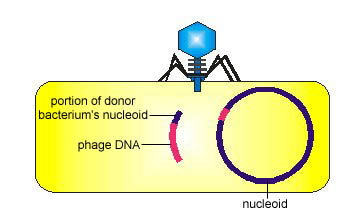 portion of donor
bacterium's nucleoid
phage DNA
nucleoid